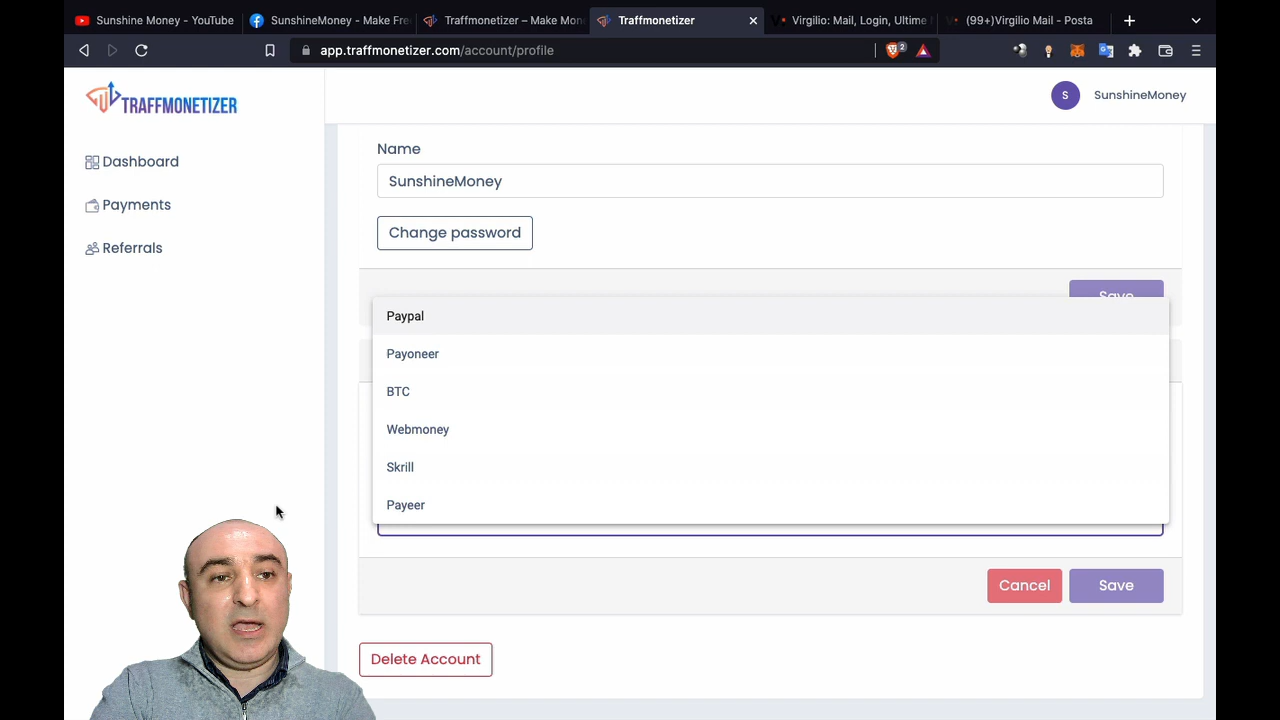 Sunshine Money - YouTube
SunshineMoney - Make Fre
Traffmonetizer – Make Mon
Traffmonetizer
Virgilio: Mail, Login, Ultime
(99+)Virgilio Mail - Posta
app.traffmonetizer.com/account/profile
2
TRAFFMONETIZER
S
SunshineMoney
Dashboard
Payments
Referrals
Name
SunshineMoney
Change password
Save
Paypal
Payoneer
BTC
Webmoney
Skrill
Payeer
Cancel
Save
Delete Account